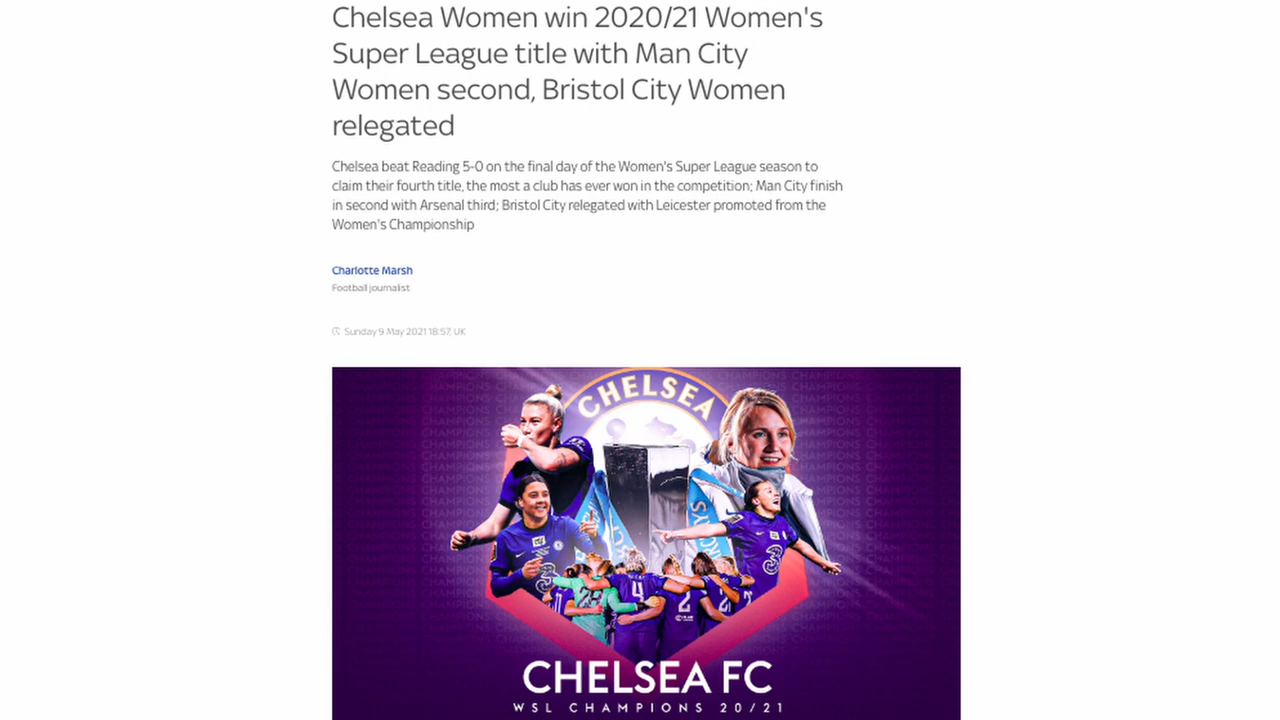 Chelsea Women win 2020/21 Women's
Super League title with Man City
Women second, Bristol City Women
relegated
Chelsea beat Reading 5-0 on the final day of the Women's Super League season to
claim their fourth title, the most a club has ever won in the competition; Man City finish
in second with Arsenal third; Bristol City relegated with Leicester promoted from the
Women's Championship
Charlotte Marsh
Football journalist
Sunday 9 May 2021 18:57, UK
CHELSEA
4
2
3
CHELSEA FC
WSL CHAMPIONS 20/21